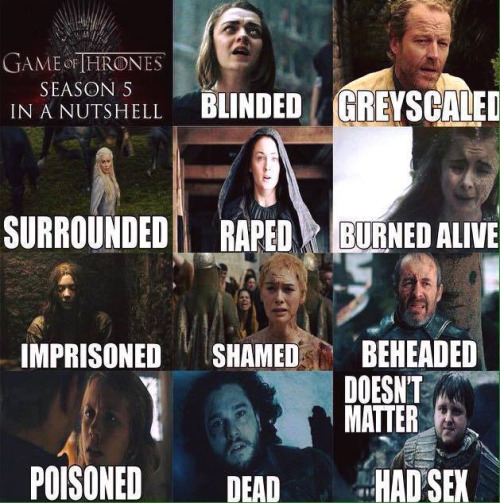 GAME OF THRONES
SEASON 5
IN A NUTSHELL
BLINDED
GREYSCALED
SURROUNDED
RAPED
BURNED ALIVE
IMPRISONED
SHAMED
BEHEADED
POISONED
DEAD
DOESN'T
MATTER
HAD SEX